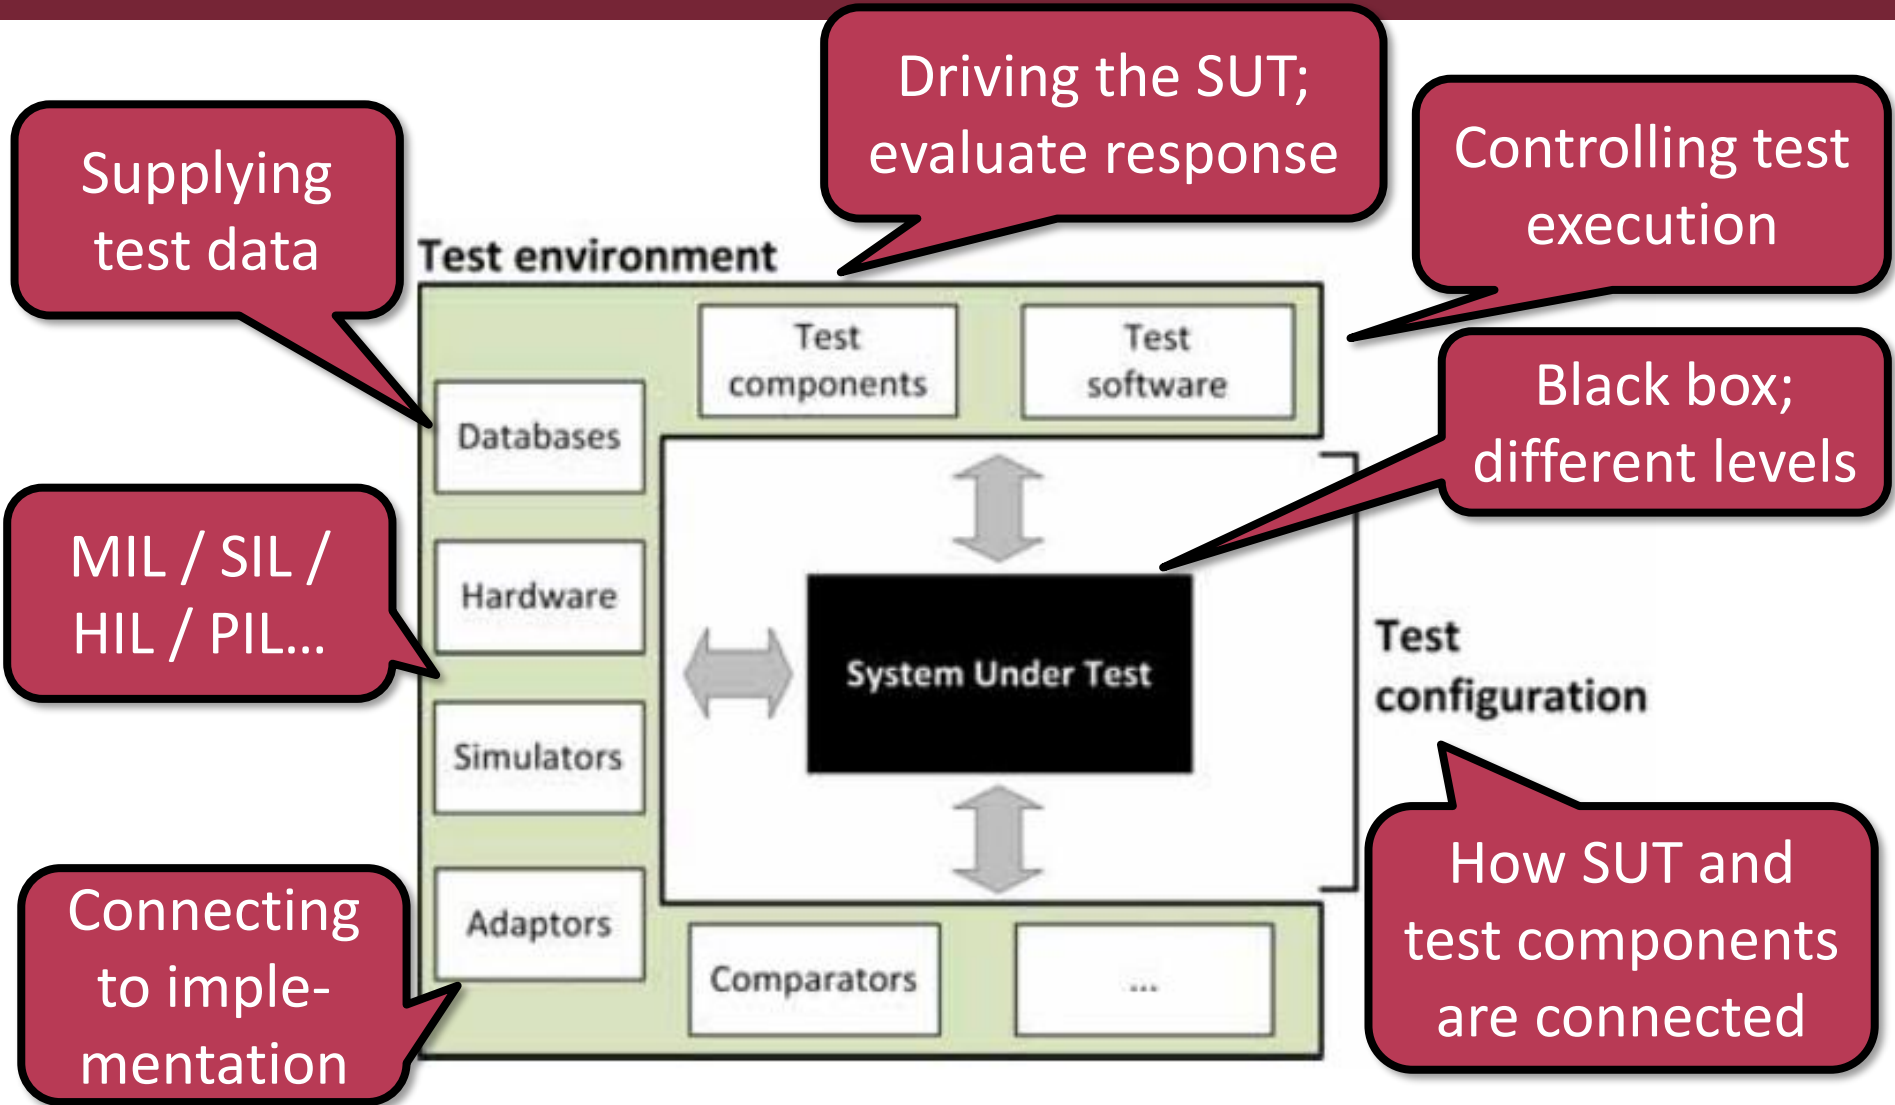 Driving the SUT;
evaluate response
Supplying
test data
Controlling test
execution
Test environment
Test
components
Test
software
Black box;
different levels
Databases
MIL / SIL /
HIL / PIL...
Hardware
System Under Test
Test
configuration
Simulators
Connecting
to imple-
mentation
Adaptors
Comparators
...
How SUT and
test components
are connected